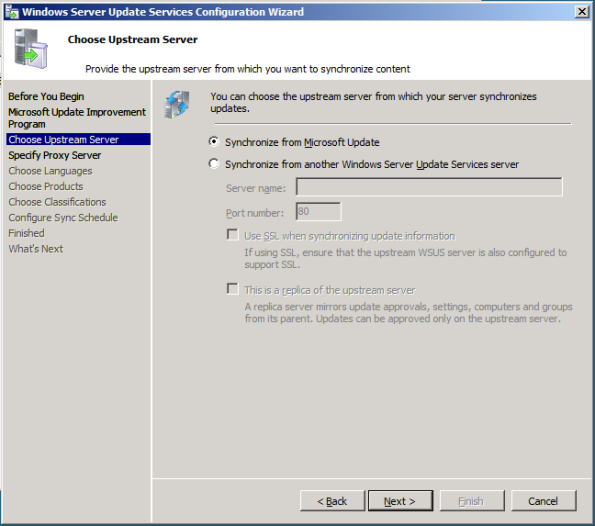 Windows Server Update Services Configuration Wizard
Choose Upstream Server
Provide the upstream server from which you want to synchronize content
Before You Begin
Microsoft Update Improvement
Program
Choose Upstream Server
Specify Proxy Server
Choose Languages
Choose Products
Choose Classifications
Configure Sync Schedule
Finished
What's Next
You can choose the upstream server from which your server synchronizes
updates.
Synchronize from Microsoft Update
Synchronize from another Windows Server Update Services server
Server name:
Port number: 80
Use SSL when synchronizing update information
If using SSL, ensure that the upstream WSUS server is also configured to
support SSL.
This is a replica of the upstream server
A replica server mirrors update approvals, settings, computers and groups
from its parent. Updates can be approved only on the upstream server.
< Back
Next >
Finish
Cancel